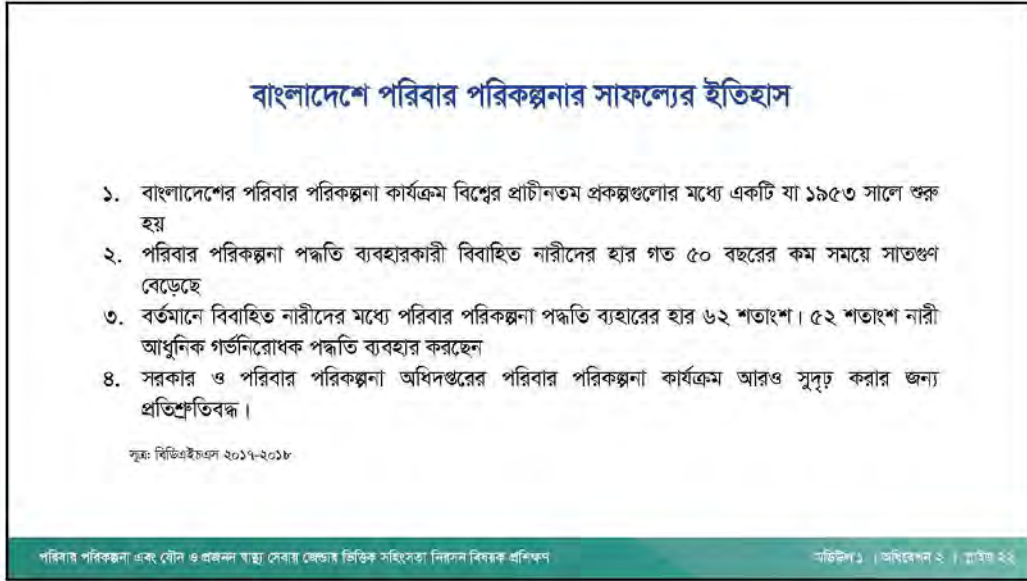 বাংলাদেশে পরিবার পরিকল্পনার সাফল্যের ইতিহাস
১. বাংলাদেশের পরিবার পরিকল্পনা কার্যক্রম বিশ্বের প্রাচীনতম প্রকল্পগুলোর মধ্যে একটি যা ১৯৫৩ সালে শুরু
হয়
২. পরিবার পরিকল্পনা পদ্ধতি ব্যবহারকারী বিবাহিত নারীদের হার গত ৫০ বছরের কম সময়ে সাতগুণ
বেড়েছে
৩. বর্তমানে বিবাহিত নারীদের মধ্যে পরিবার পরিকল্পনা পদ্ধতি ব্যহারের হার ৬২ শতাংশ। ৫২ শতাংশ নারী
আধুনিক গর্ভনিরোধক পদ্ধতি ব্যবহার করছেন
৪. সরকার ও পরিবার পরিকল্পনা অধিদপ্তরের পরিবার পরিকল্পনা কার্যক্রম আরও সুদৃঢ় করার জন্য
প্রতিশ্রুতিবদ্ধ।
সূত্র: বিডিএইচএস ২০১৭-২০১৮
পরিবার পরিকল্পনা এবং যৌন ও প্রজনন স্বাস্থ্য সেবায় জেন্ডার ভিত্তিক সহিংসতা নিরসন বিষয়ক প্রশিক্ষণ
মডিউল ১ । অধিবেশন ২ । স্লাইড ২২